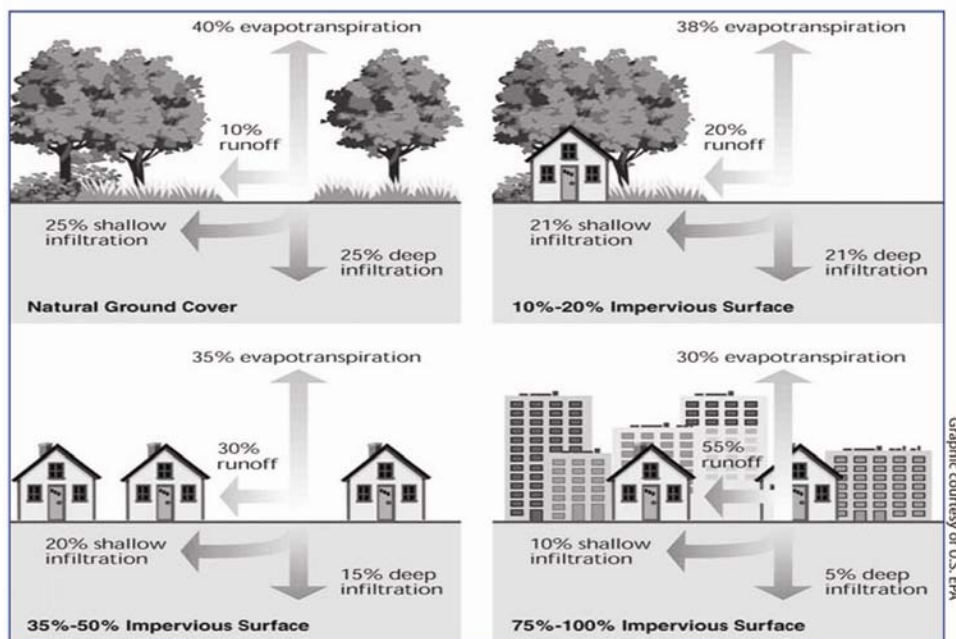 40% evapotranspiration
10%
runoff
25% shallow
infiltration
25% deep
infiltration
Natural Ground Cover
38% evapotranspiration
20%
runoff
21% shallow
infiltration
21% deep
infiltration
10%-20% Impervious Surface
35% evapotranspiration
30%
runoff
20% shallow
infiltration
15% deep
infiltration
35%-50% Impervious Surface
30% evapotranspiration
55%
runoff
10% shallow
infiltration
5% deep
infiltration
75%-100% Impervious Surface
Graphic courtesy of U.S. EPA